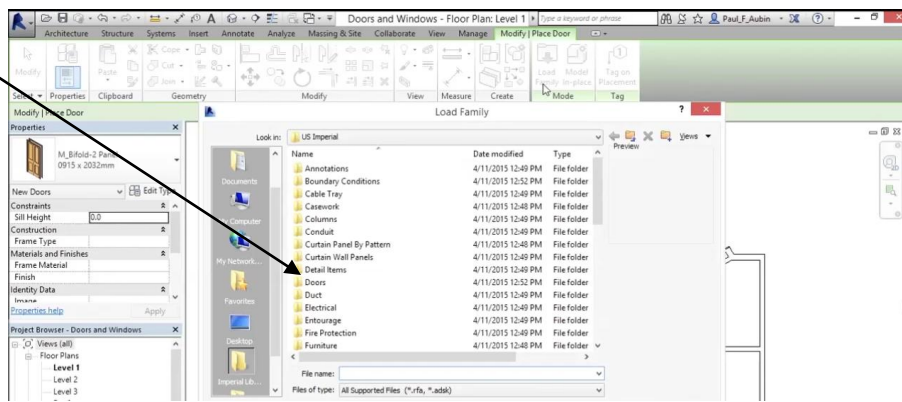 Doors and Windows - Floor Plan: Level 1
Type a keyword or phrase
Paul_F_Aubin
Architecture Structure Systems Insert Annotate Analyze Massing & Site Collaborate View Manage Modify | Place Door
Modify Paste Cope Cut Join Load Family Model In-place Tag on Placement
Select Properties Clipboard Geometry Modify View Measure Create Mode Tag
Modify | Place Door
Load Family
Properties
Look in: US Imperial Views
Preview
M_Bifold-2 Panel
0915 x 2032mm
Name Date modified Type
Documents
Annotations 4/11/2015 12:49 PM File folder
Boundary Conditions 4/11/2015 12:52 PM File folder
New Doors Edit Type
Cable Tray 4/11/2015 12:49 PM File folder
Constraints
Casework 4/11/2015 12:48 PM File folder
Sill Height 0.0
My Computer
Columns 4/11/2015 12:49 PM File folder
Construction
Conduit 4/11/2015 12:49 PM File folder
Frame Type
Curtain Panel By Pattern 4/11/2015 12:48 PM File folder
Materials and Finishes
Curtain Wall Panels 4/11/2015 12:49 PM File folder
Frame Material
My Network...
Detail Items 4/11/2015 12:49 PM File folder
Finish
Doors 4/11/2015 12:52 PM File folder
Identity Data
Duct 4/11/2015 12:49 PM File folder
Image
Favorites
Electrical 4/11/2015 12:49 PM File folder
Properties help Apply
Entourage 4/11/2015 12:49 PM File folder
Fire Protection 4/11/2015 12:49 PM File folder
Project Browser - Doors and Windows
Desktop
Furniture 4/11/2015 12:48 PM File folder
Views (all)
Floor Plans
Level 1
File name:
Level 2
Imperial Lib...
Files of type: All Supported Files (*.rfa, *.adsk)
Level 3